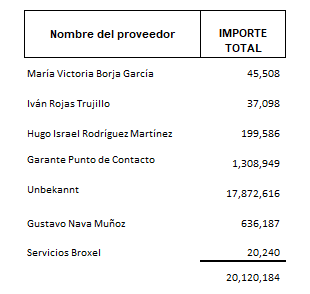 Nombre del proveedor IMPORTE TOTAL
María Victoria Borja García 45,508
Iván Rojas Trujillo 37,098
Hugo Israel Rodríguez Martínez 199,586
Garante Punto de Contacto 1,308,949
Unbekannt 17,872,616
Gustavo Nava Muñoz 636,187
Servicios Broxel 20,240
20,120,184